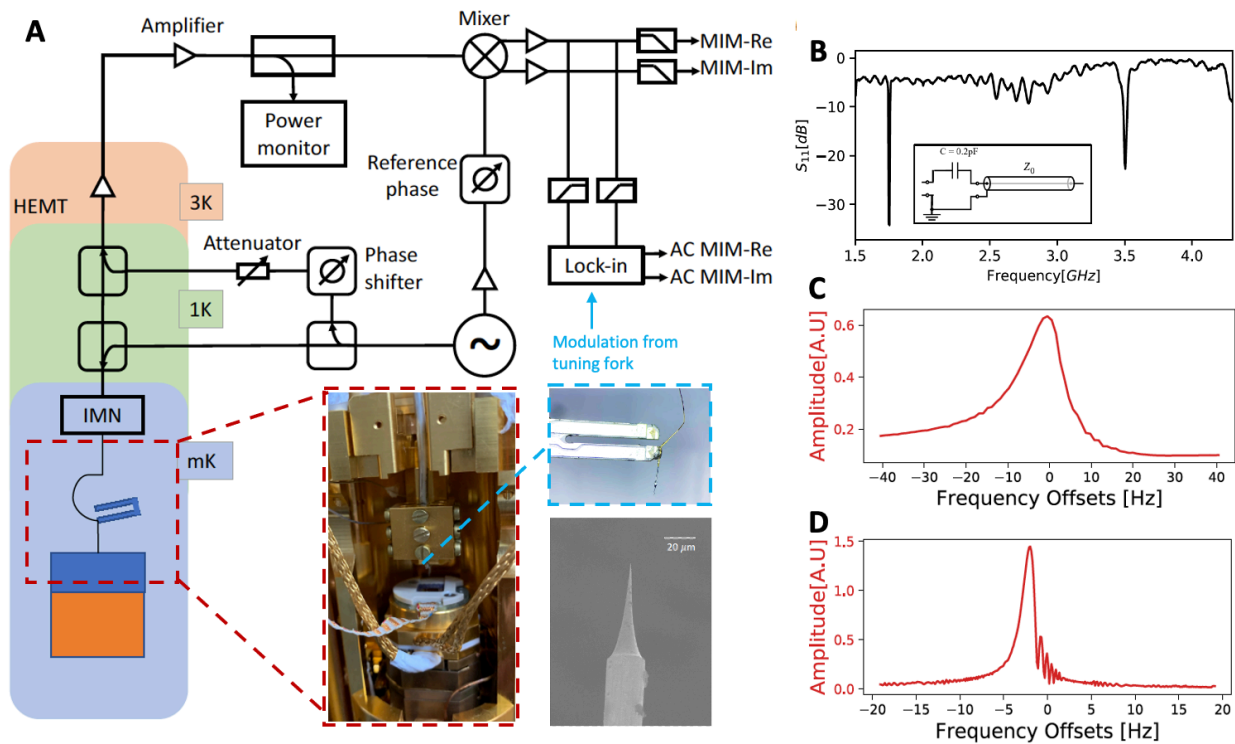 A
Amplifier
Mixer
MIM-Re
MIM-Im
Power
monitor
Reference
phase
HEMT
3K
Attenuator
Phase
shifter
1K
Lock-in
AC MIM-Re
AC MIM-Im
~
Modulation from
tuning fork
IMN
mK
20 μm
B
S11[dB]
0
−10
−20
−30
C = 0.2pF
Z0
1.5 2.0 2.5 3.0 3.5 4.0
Frequency[GHz]
C
Amplitude[A.U]
0.6
0.4
0.2
−40 −30 −20 −10 0 10 20 30 40
Frequency Offsets [Hz]
D
Amplitude[A.U]
1.5
1.0
0.5
0.0
−20 −15 −10 −5 0 5 10 15 20
Frequency Offsets [Hz]